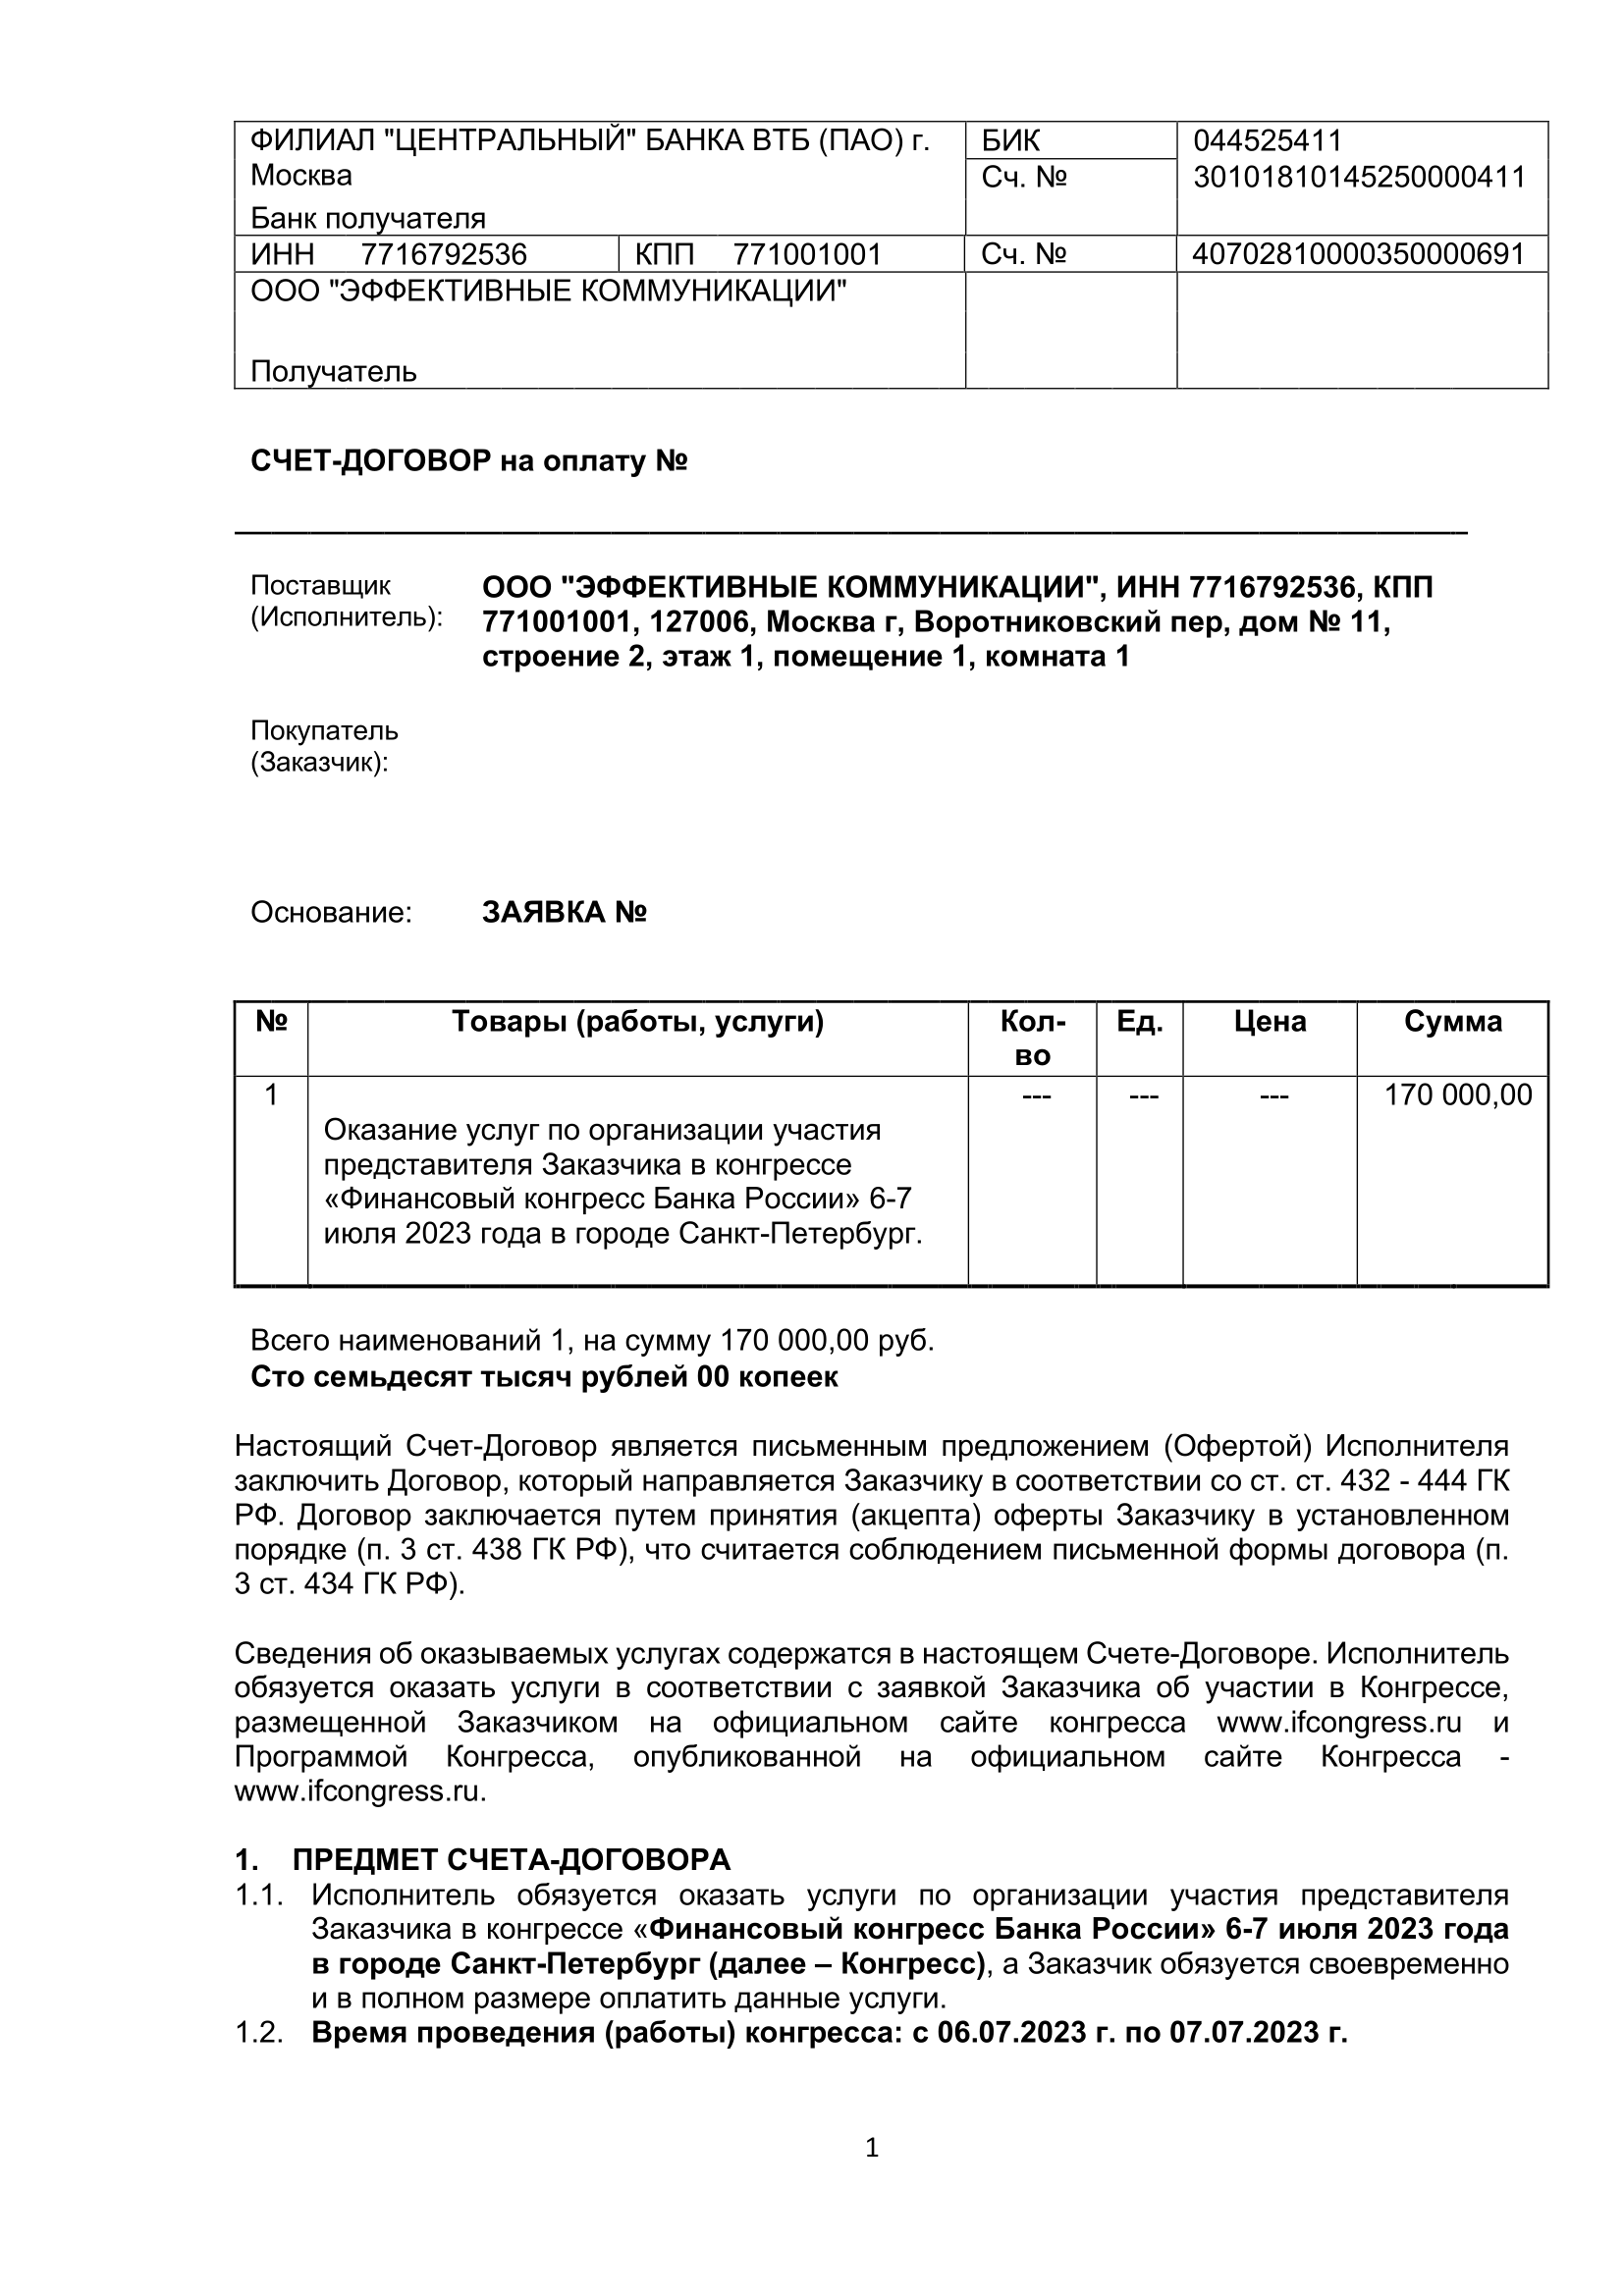 ФИЛИАЛ "ЦЕНТРАЛЬНЫЙ" БАНКА ВТБ (ПАО) г. БИК 044525411
Москва Сч. № 30101810145250000411
Банк получателя
ИНН 7716792536 КПП 771001001 Сч. № 40702810000350000691
ООО "ЭФФЕКТИВНЫЕ КОММУНИКАЦИИ"
Получатель
СЧЕТ-ДОГОВОР на оплату №
Поставщик (Исполнитель):
ООО "ЭФФЕКТИВНЫЕ КОММУНИКАЦИИ", ИНН 7716792536, КПП
771001001, 127006, Москва г, Воротниковский пер, дом № 11,
строение 2, этаж 1, помещение 1, комната 1
Покупатель
(Заказчик):
Основание: ЗАЯВКА №
№ Товары (работы, услуги) Кол-во Ед. Цена Сумма
1 --- --- --- 170 000,00
Оказание услуг по организации участия
представителя Заказчика в конгрессе
«Финансовый конгресс Банка России» 6-7
июля 2023 года в городе Санкт-Петербург.
Всего наименований 1, на сумму 170 000,00 руб.
Сто семьдесят тысяч рублей 00 копеек
Настоящий Счет-Договор является письменным предложением (Офертой) Исполнителя
заключить Договор, который направляется Заказчику в соответствии со ст. ст. 432 - 444 ГК
РФ. Договор заключается путем принятия (акцепта) оферты Заказчику в установленном
порядке (п. 3 ст. 438 ГК РФ), что считается соблюдением письменной формы договора (п.
3 ст. 434 ГК РФ).
Сведения об оказываемых услугах содержатся в настоящем Счете-Договоре. Исполнитель
обязуется оказать услуги в соответствии с заявкой Заказчика об участии в Конгрессе,
размещенной Заказчиком на официальном сайте конгресса www.ifcongress.ru и
Программой Конгресса, опубликованной на официальном сайте Конгресса -
www.ifcongress.ru.
1. ПРЕДМЕТ СЧЕТА-ДОГОВОРА
1.1. Исполнитель обязуется оказать услуги по организации участия представителя
Заказчика в конгрессе «Финансовый конгресс Банка России» 6-7 июля 2023 года
в городе Санкт-Петербург (далее – Конгресс), а Заказчик обязуется своевременно
и в полном размере оплатить данные услуги.
1.2. Время проведения (работы) конгресса: с 06.07.2023 г. по 07.07.2023 г.
1